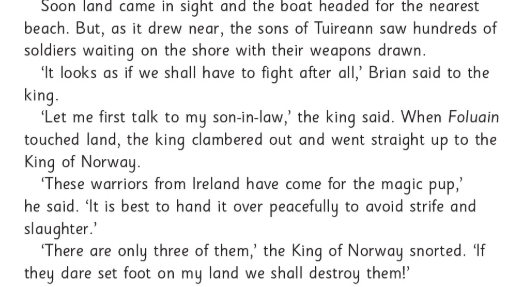 Soon land came in sight and the boat headed for the nearest
beach. But, as it drew near, the sons of Tuireann saw hundreds of
soldiers waiting on the shore with their weapons drawn.
‘It looks as if we shall have to fight after all,’ Brian said to the
king.
‘Let me first talk to my son-in-law,’ the king said. When Foluain
touched land, the king clambered out and went straight up to the
King of Norway.
‘These warriors from Ireland have come for the magic pup,’
he said. ‘It is best to hand it over peacefully to avoid strife and
slaughter.’
‘There are only three of them,’ the King of Norway snorted. ‘If
they dare set foot on my land we shall destroy them!’